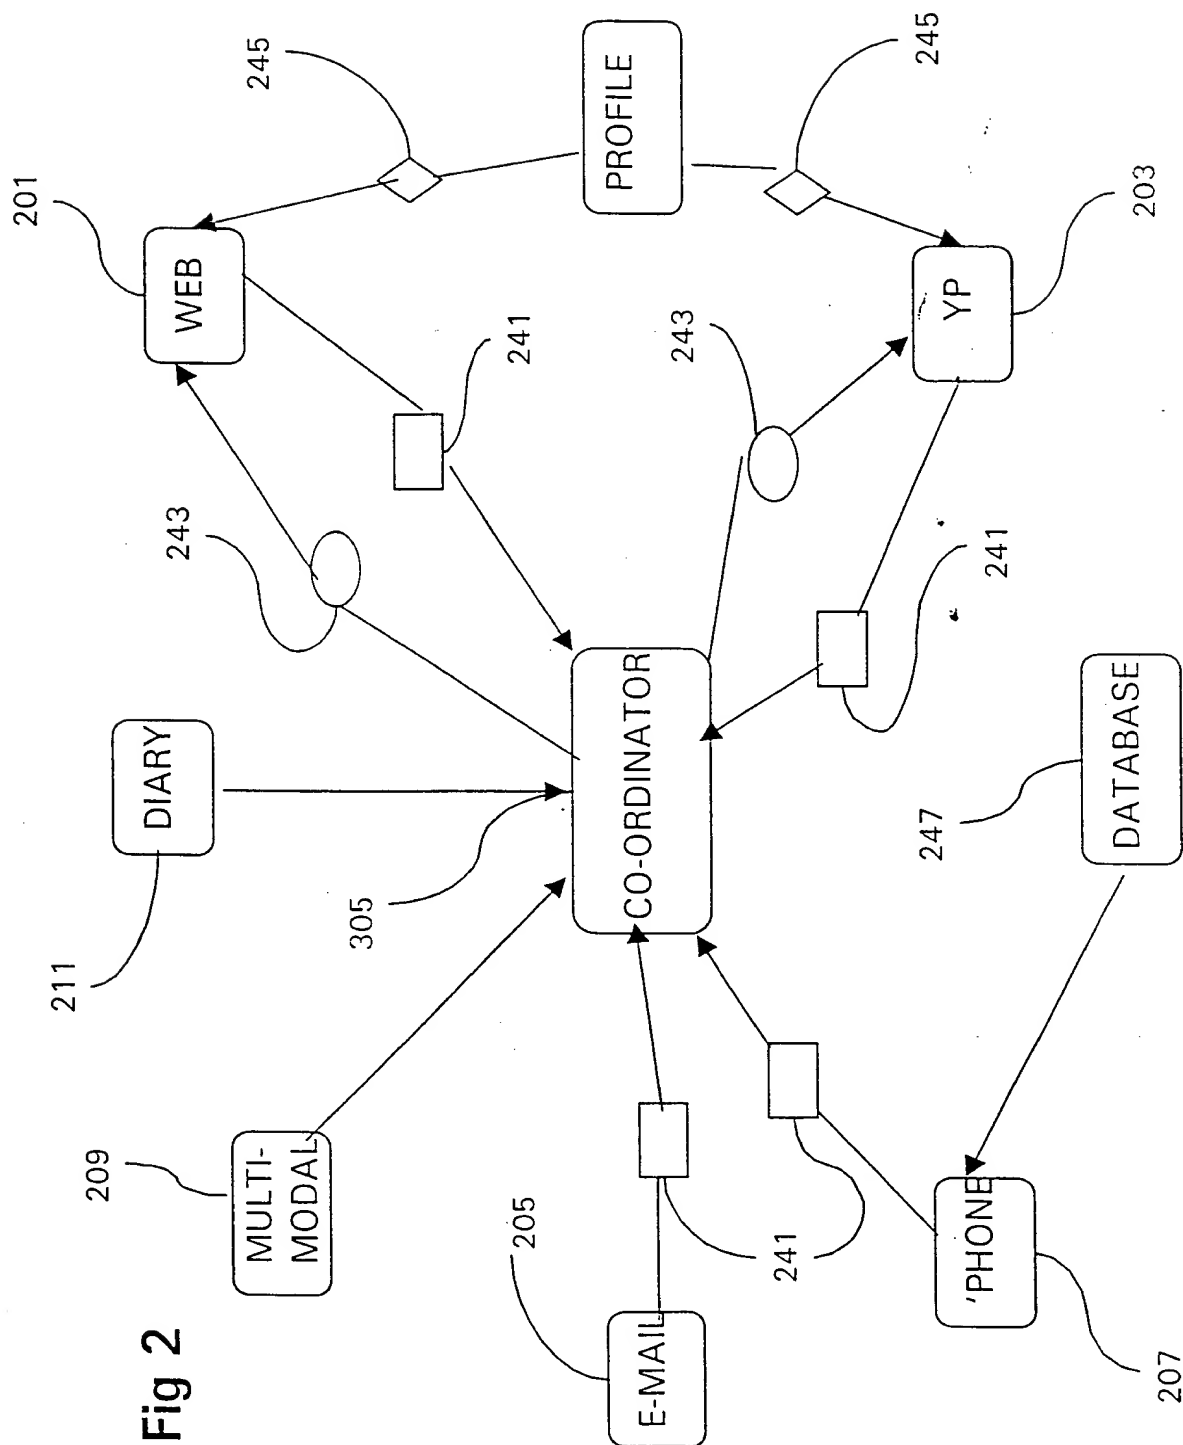 Fig 2
201
211
209
DIARY
243
WEB
245
MULTI-
MODAL
305
241
205
E-MAIL
CO-ORDINATOR
PROFILE
243
241
247
245
'PHONE
241
YP
DATABASE
203
207